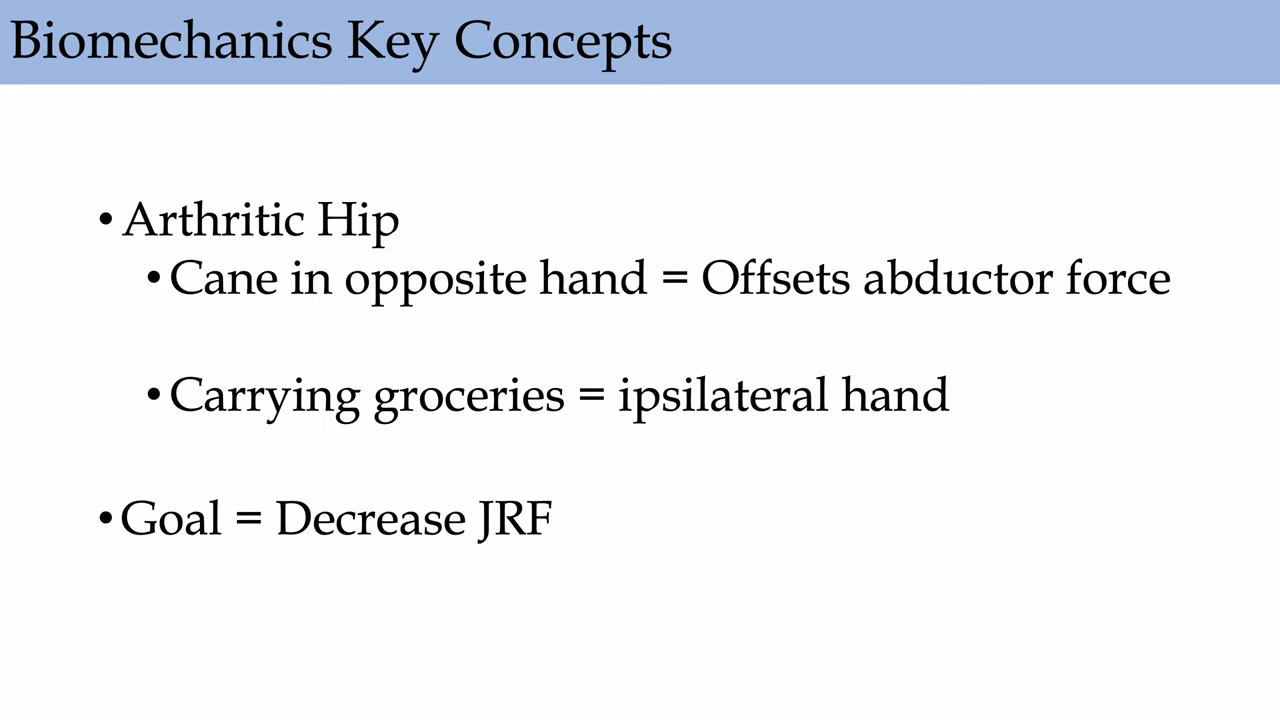 Biomechanics Key Concepts
• Arthritic Hip
• Cane in opposite hand = Offsets abductor force
• Carrying groceries = ipsilateral hand
• Goal = Decrease JRF